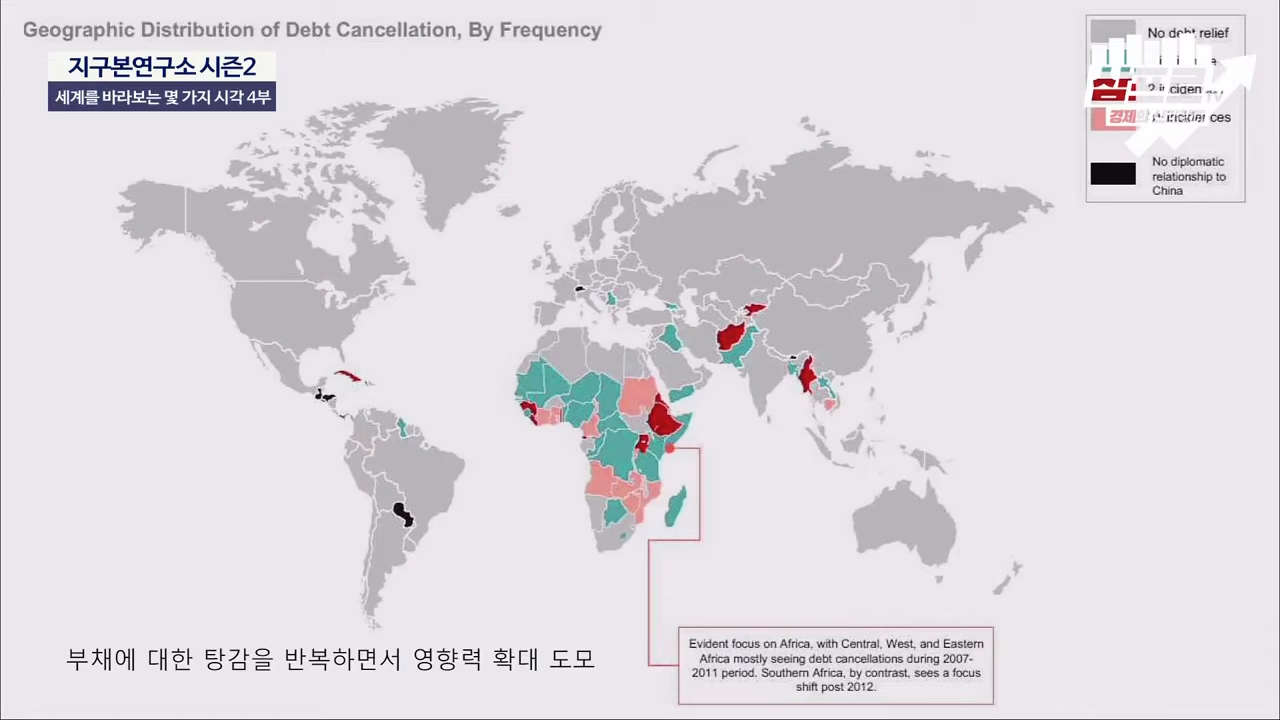 Geographic Distribution of Debt Cancellation, By Frequency
지구본연구소 시즌2
세계를 바라보는 몇 가지 시각 4부
No debt relief
경제
No diplomatic
relationship to
China
Evident focus on Africa, with Central, West, and Eastern
Africa mostly seeing debt cancellations during 2007-
2011 period. Southern Africa, by contrast, sees a focus
shift post 2012.
부채에 대한 탕감을 반복하면서 영향력 확대 도모